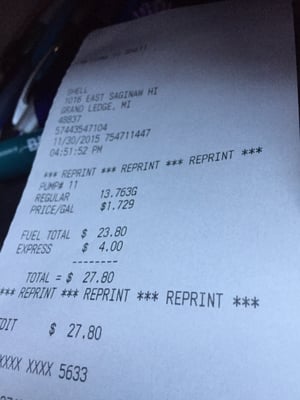 SHELL
1016 EAST SAGINAW HI
GRAND LEDGE, MI
48837
57443547104
11/30/2015 754711447
04:51:52 PM
*** REPRINT *** REPRINT *** REPRINT ***
PUMP# 11
REGULAR 13.763G
PRICE/GAL $1.729
FUEL TOTAL $ 23.80
EXPRESS $ 4.00
--------
TOTAL = $ 27.80
*** REPRINT *** REPRINT *** REPRINT ***
DIT $ 27.80
XXXX XXXX 5633